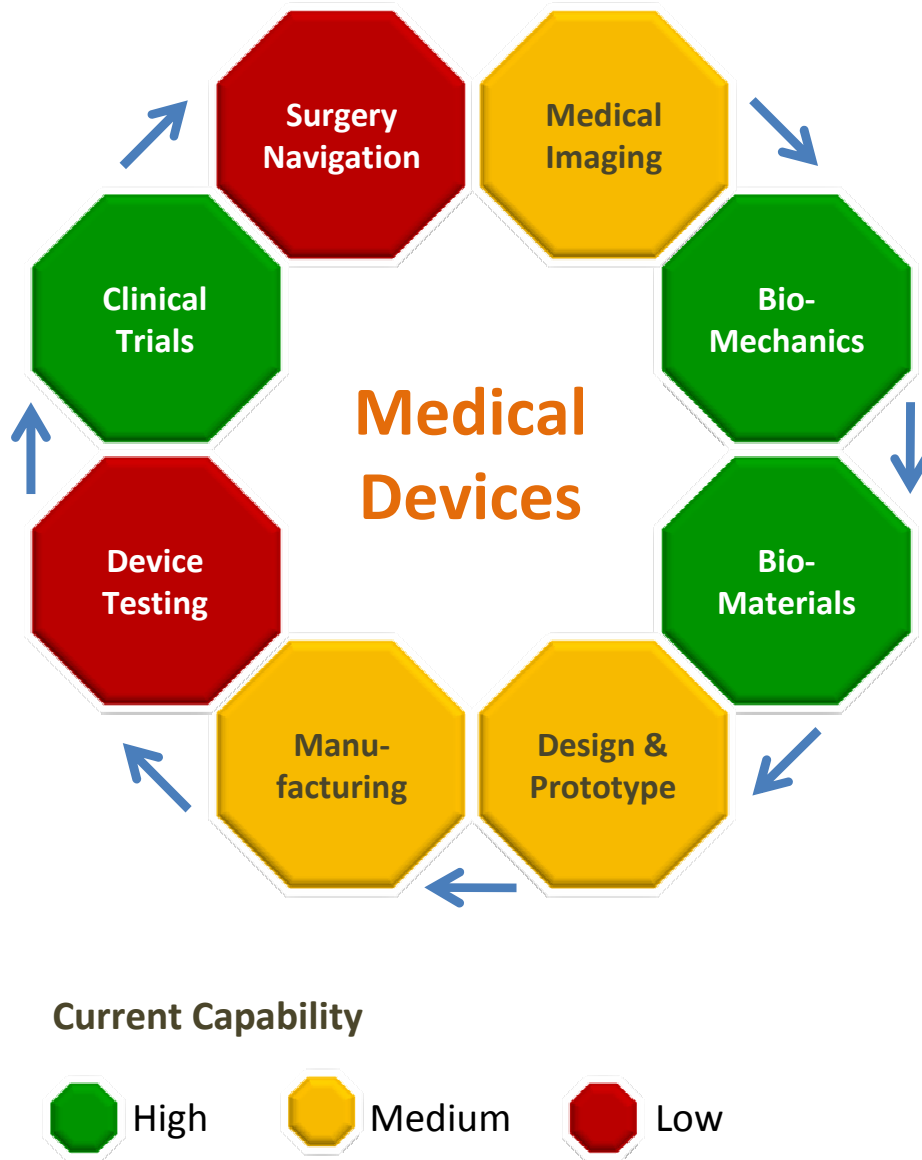 Surgery
Navigation
Medical
Imaging
Clinical
Trials
Bio-
Mechanics
Medical
Devices
Device
Testing
Bio-
Materials
Manu-
facturing
Design &
Prototype
Current Capability
High
Medium
Low